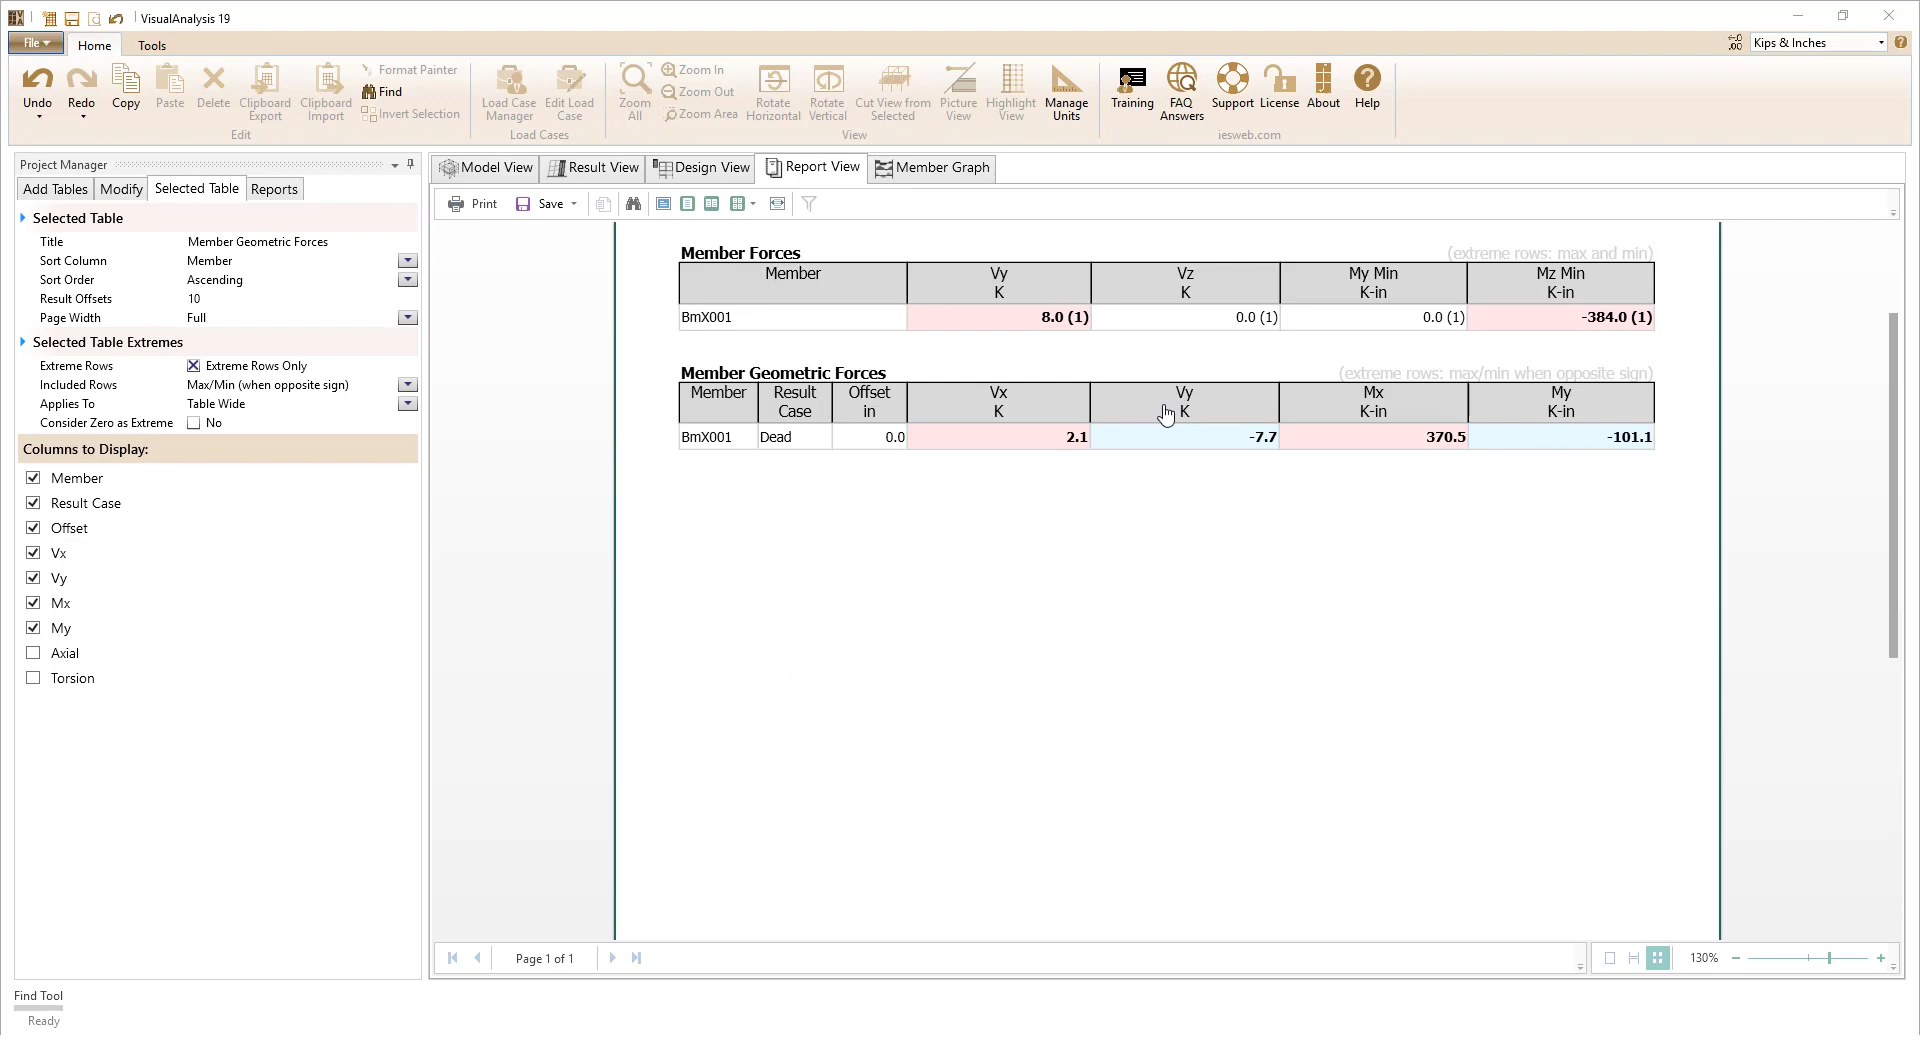 VisualAnalysis 19
File
Home
Tools
Kips & Inches
Undo
Redo
Copy
Paste
Delete
Clipboard Export
Clipboard Import
Format Painter
Find
Invert Selection
Edit
Load Case Manager
Edit Load Case
Load Cases
Zoom All
Zoom In
Zoom Out
Zoom Area
Rotate Horizontal
Rotate Vertical
Cut View from Selected
Picture View
Highlight View
Manage Units
View
Training
FAQ Answers
Support
License
About
Help
iesweb.com
Project Manager
Add Tables
Modify
Selected Table
Reports
Selected Table
Title Member Geometric Forces
Sort Column Member
Sort Order Ascending
Result Offsets 10
Page Width Full
Selected Table Extremes
Extreme Rows Extreme Rows Only
Included Rows Max/Min (when opposite sign)
Applies To Table Wide
Consider Zero as Extreme No
Columns to Display:
Member
Result Case
Offset
Vx
Vy
Mx
My
Axial
Torsion
Model View
Result View
Design View
Report View
Member Graph
Print
Save
Member Forces (extreme rows: max and min)
Member Vy Vz My Min Mz Min
K K K-in K-in
BmX001 8.0 (1) 0.0 (1) 0.0 (1) -384.0 (1)
Member Geometric Forces (extreme rows: max/min when opposite sign)
Member Result Offset Vx Vy Mx My
Case in K K K-in K-in
BmX001 Dead 0.0 2.1 -7.7 370.5 -101.1
Page 1 of 1
130%
Find Tool
Ready